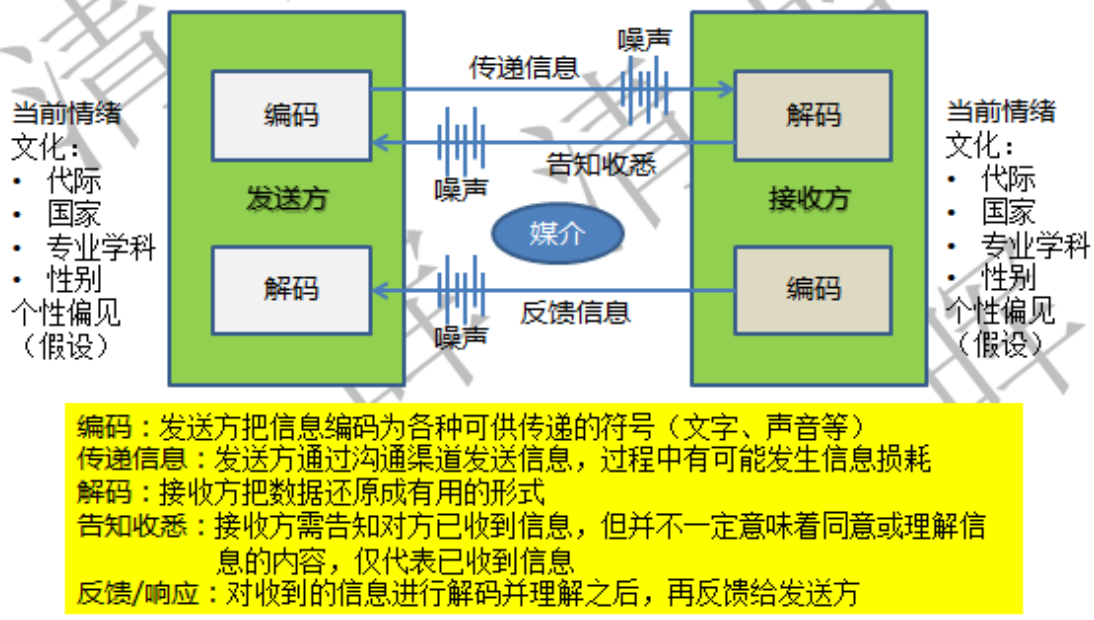 噪声
传递信息
编码
解码
噪声
告知收悉
发送方
接收方
媒介
解码
编码
反馈信息
噪声
当前情绪
文化：
• 代际
• 国家
• 专业学科
• 性别
个性偏见
（假设）
当前情绪
文化：
• 代际
• 国家
• 专业学科
• 性别
个性偏见
（假设）
编码：发送方把信息编码为各种可供传递的符号（文字、声音等）
传递信息：发送方通过沟通渠道发送信息，过程中有可能发生信息损耗
解码：接收方把数据还原成有用的形式
告知收悉：接收方需告知对方已收到信息，但并不一定意味着同意或理解信
息的内容，仅代表已收到信息
反馈/响应：对收到的信息进行解码并理解之后，再反馈给发送方
清
清
晖
晖